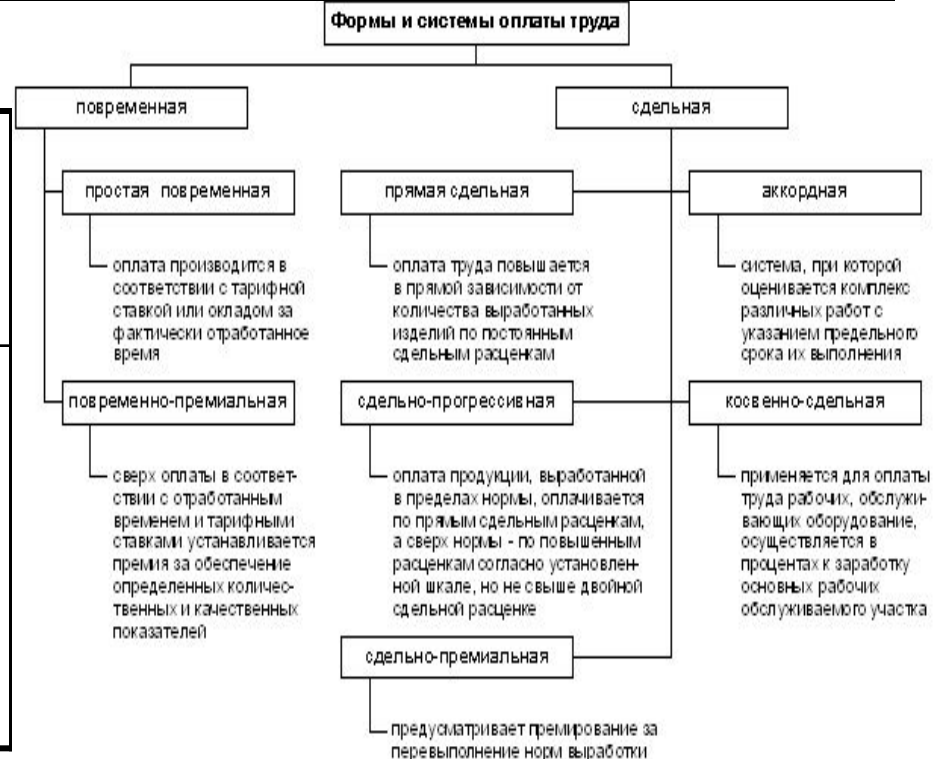 Формы и системы оплаты труда
повременная
сдельная
простая повременная
оплата производится в
соответствии с тарифной
ставкой или окладом за
фактически отработанное
время
повременно-премиальная
сверх оплаты в соответ-
ствии с отработанным
временем и тарифными
ставками устанавливается
премия за обеспечение
определенных количес-
твенных и качественных
показателей
прямая сдельная
оплата труда повышается
в прямой зависимости от
количества выработанных
изделий по постоянным
сдельным расценкам
сдельно-прогрессивная
оплата продукции, выработанной
в пределах нормы, оплачивается
по прямым сдельным расценкам,
а сверх нормы - по повышенным
расценкам согласно установлен-
ной шкале, но не свыше двойной
сдельной расценке
сдельно-премиальная
предусматривает премирование за
перевыполнение норм выработки
аккордная
система, при которой
оценивается комплекс
различных работ с
указанием предельного
срока их выполнения
косвенно-сдельная
применяется для оплаты
труда рабочих, обслужи-
вающих оборудование,
осуществляется в
процентах к заработку
основных рабочих
обслуживаемого участка